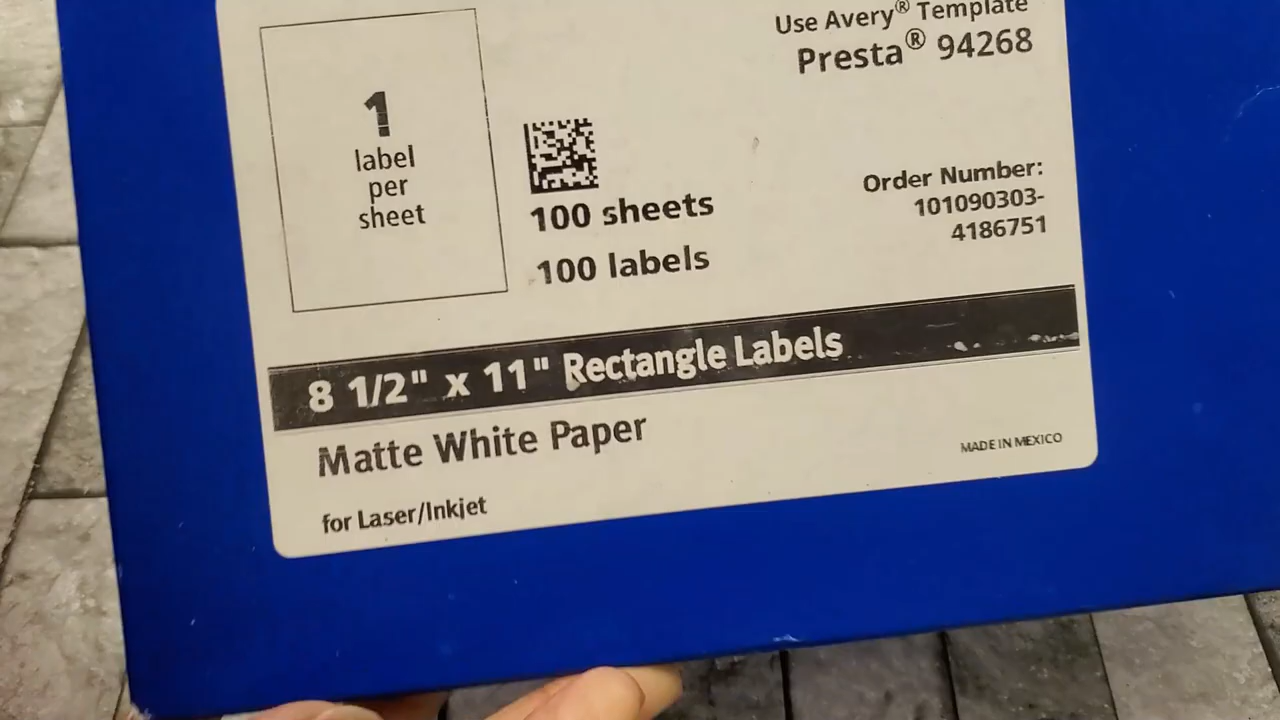 Use Avery® Template
Presta® 94268
1
label
per
sheet
100 sheets
100 labels
Order Number:
101090303-
4186751
8 1/2" x 11" Rectangle Labels
Matte White Paper
MADE IN MEXICO
for Laser/Inkjet